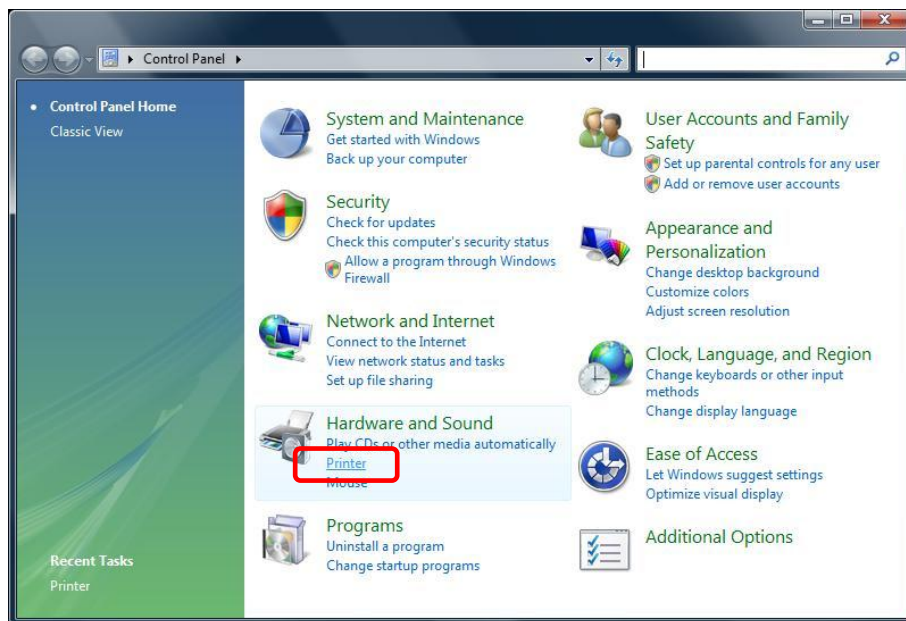 Control Panel
Control Panel Home
Classic View
Recent Tasks
Printer
System and Maintenance
Get started with Windows
Back up your computer
Security
Check for updates
Check this computer's security status
Allow a program through Windows
Firewall
Network and Internet
Connect to the Internet
View network status and tasks
Set up file sharing
Hardware and Sound
Play CDs or other media automatically
Printer
Mouse
Programs
Uninstall a program
Change startup programs
User Accounts and Family
Safety
Set up parental controls for any user
Add or remove user accounts
Appearance and
Personalization
Change desktop background
Customize colors
Adjust screen resolution
Clock, Language, and Region
Change keyboards or other input
methods
Change display language
Ease of Access
Let Windows suggest settings
Optimize visual display
Additional Options